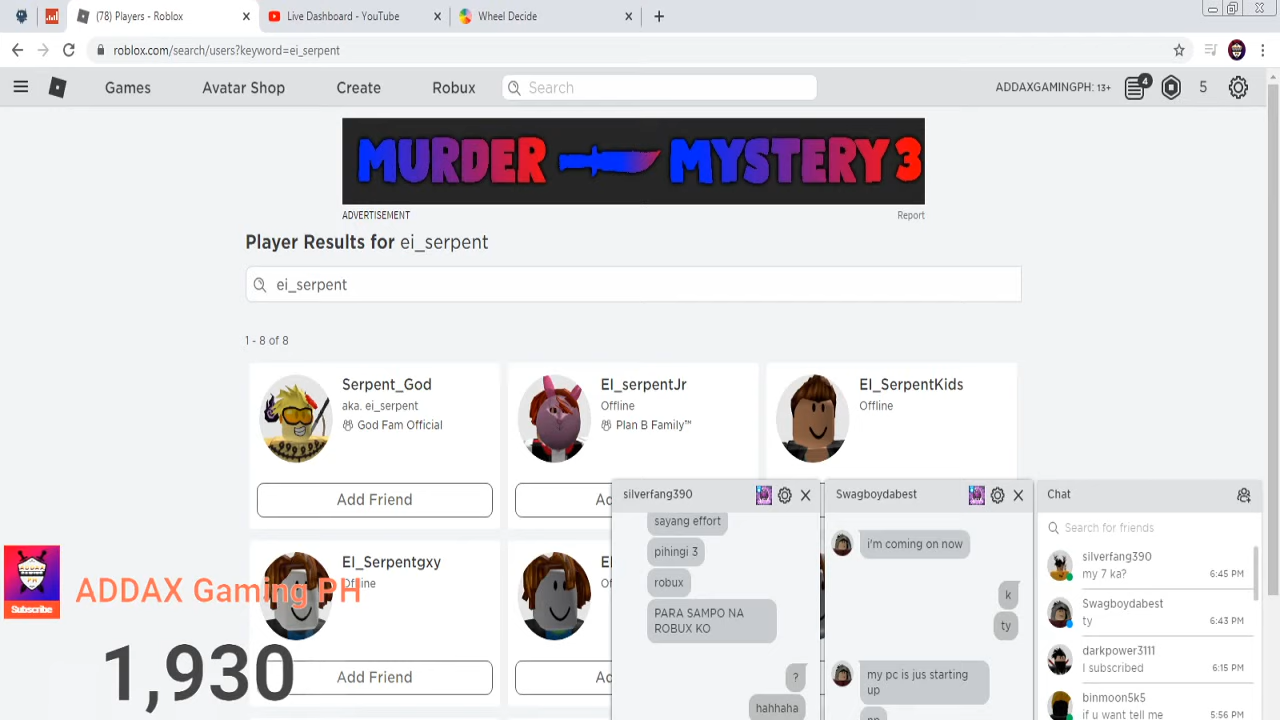 (78) Players - Roblox
Live Dashboard - YouTube
Wheel Decide
roblox.com/search/users?keyword=ei_serpent
Games
Avatar Shop
Create
Robux
Search
ADDAXGAMINGPH: 13+
4
5
MURDER MYSTERY 3
ADVERTISEMENT
Report
Player Results for ei_serpent
ei_serpent
1 - 8 of 8
Serpent_God
aka. ei_serpent
God Fam Official
Add Friend
EI_serpentJr
Offline
Plan B Family™
EI_SerpentKids
Offline
EI_Serpentgxy
Add Friend
Subscribe
ADDAX Gaming PH
1,930
silverfang390
sayang effort
pihingi 3
robux
PARA SAMPO NA
ROBUX KO
?
hahhaha
Swagboydabest
i'm coming on now
k
ty
my pc is jus starting
up
Chat
Search for friends
silverfang390
my 7 ka?
6:45 PM
Swagboydabest
ty
6:43 PM
darkpower3111
I subscribed
6:15 PM
binmoon5k5
if u want tell me
5:56 PM